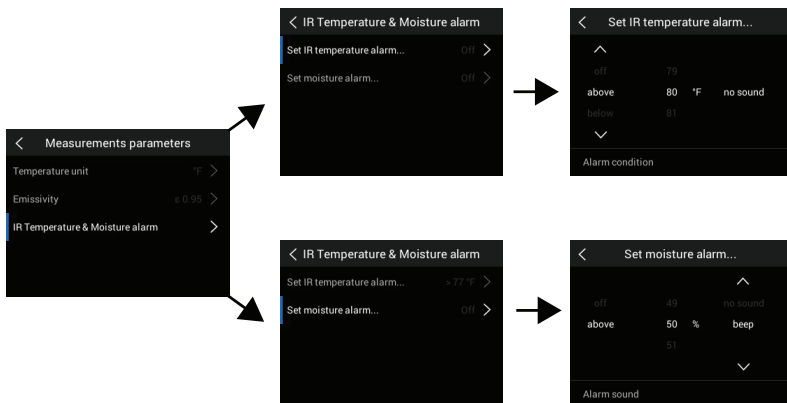 IR Temperature & Moisture alarm
Set IR temperature alarm... Off
Set moisture alarm... Off
Set IR temperature alarm...
off 79
above 80 °F no sound
below 81
Alarm condition
Measurements parameters
Temperature unit °F
Emissivity ε 0.95
IR Temperature & Moisture alarm
IR Temperature & Moisture alarm
Set IR temperature alarm... > 77 °F
Set moisture alarm... Off
Set moisture alarm...
off 49 no sound
above 50 % beep
51
Alarm sound